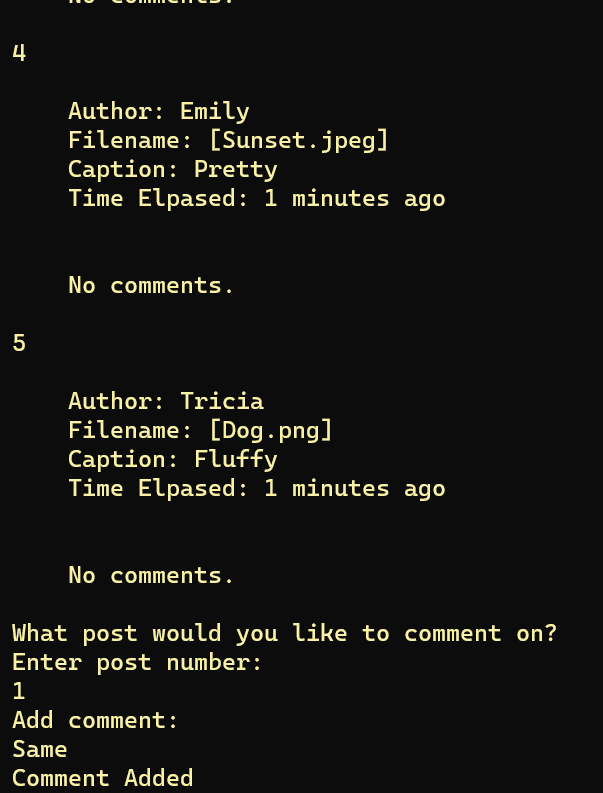 No comments.
4
Author: Emily
Filename: [Sunset.jpeg]
Caption: Pretty
Time Elpased: 1 minutes ago
No comments.
5
Author: Tricia
Filename: [Dog.png]
Caption: Fluffy
Time Elpased: 1 minutes ago
No comments.
What post would you like to comment on?
Enter post number:
1
Add comment:
Same
Comment Added